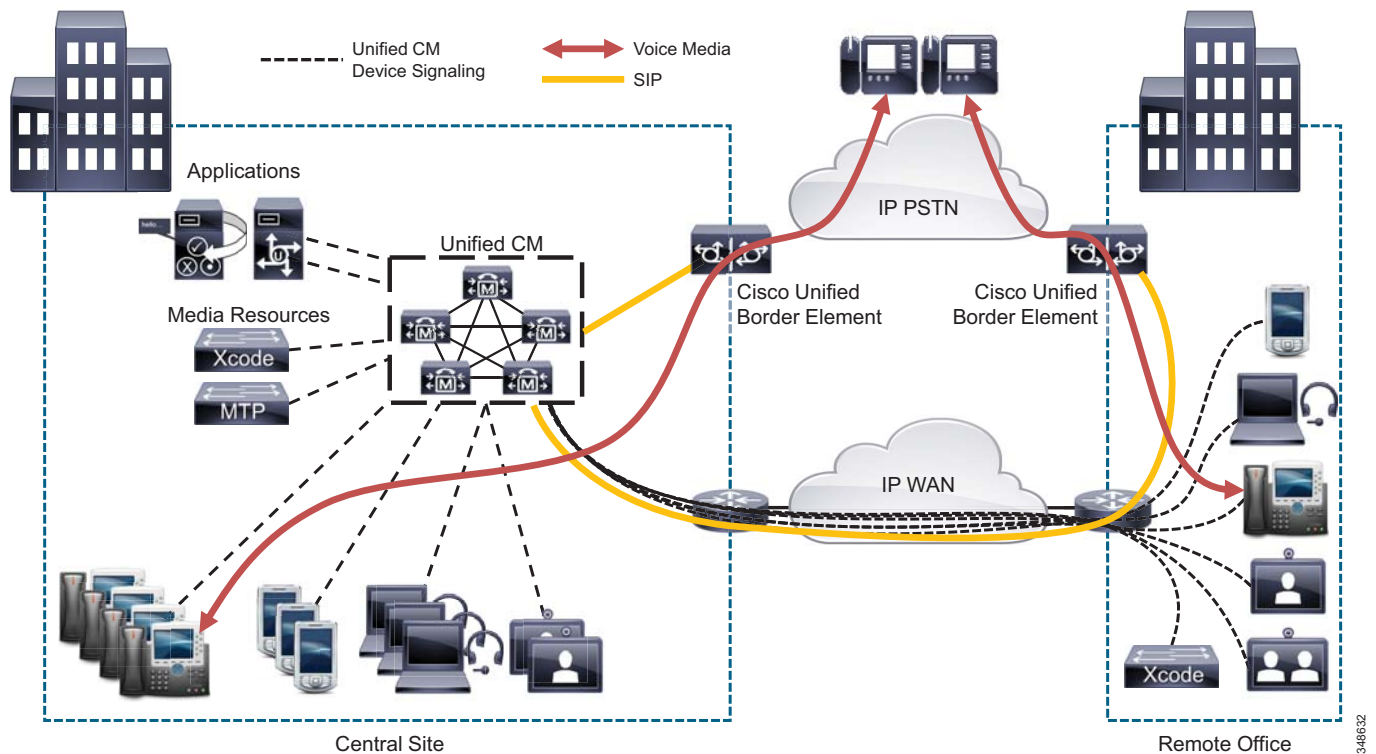 Unified CM
Device Signaling
Voice Media
SIP
Applications
hello...
U
Unified CM
M
M
M
M
M
Media Resources
Xcode
MTP
IP PSTN
Cisco Unified
Border Element
Cisco Unified
Border Element
IP WAN
Xcode
Central Site
Remote Office
348632